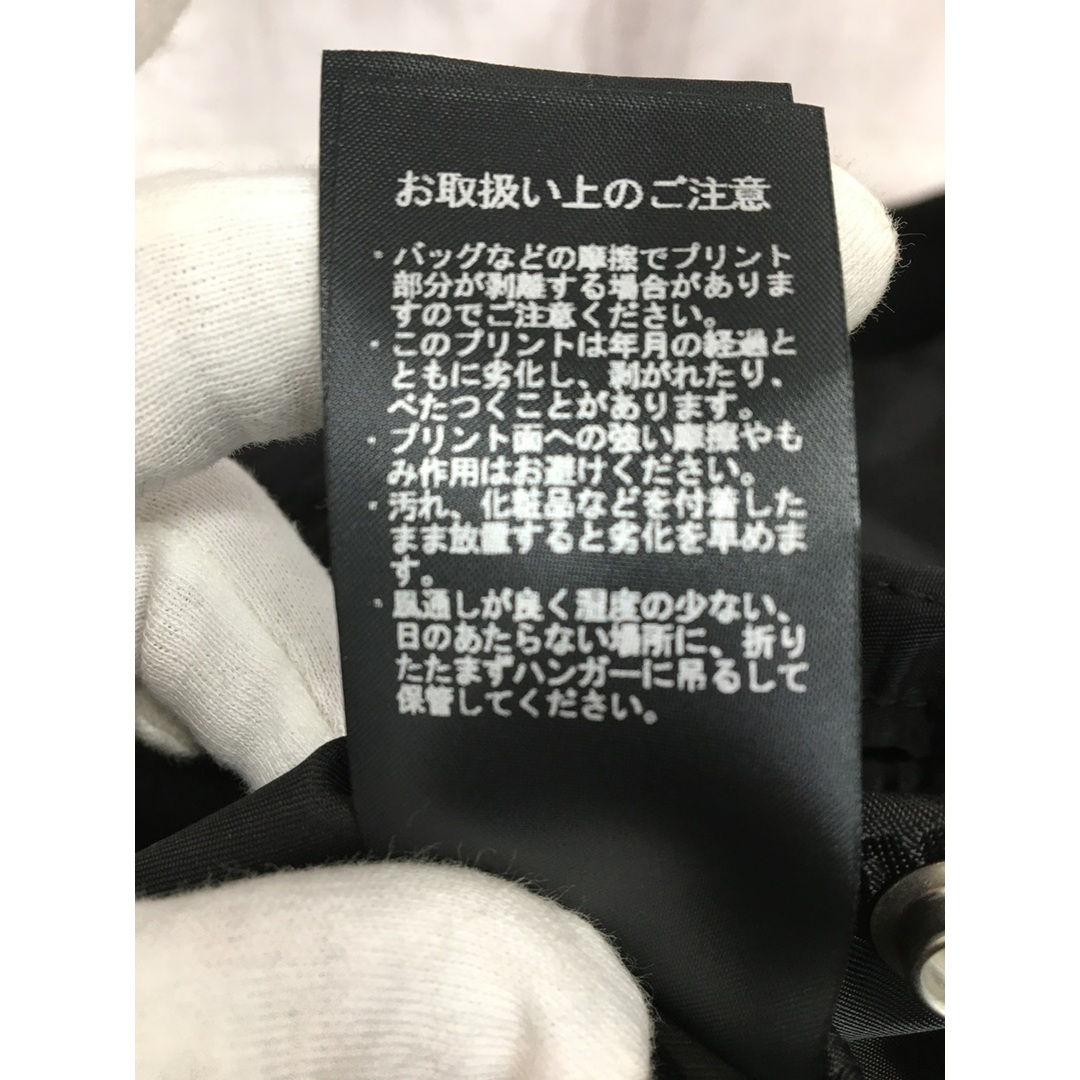 お取扱い上のご注意
・バッグなどの摩擦でプリント
部分が剥離する場合がありま
すのでご注意ください。
・このプリントは年月の経過と
ともに劣化し、剥がれたり、
べたつくことがあります。
・プリント面への強い摩擦やも
み作用はお避けください。
・汚れ、化粧品などを付着した
まま放置すると劣化を早めま
す。
・風通しが良く湿度の少ない、
日のあたらない場所に、折り
たたまずハンガーに吊るして
保管してください。